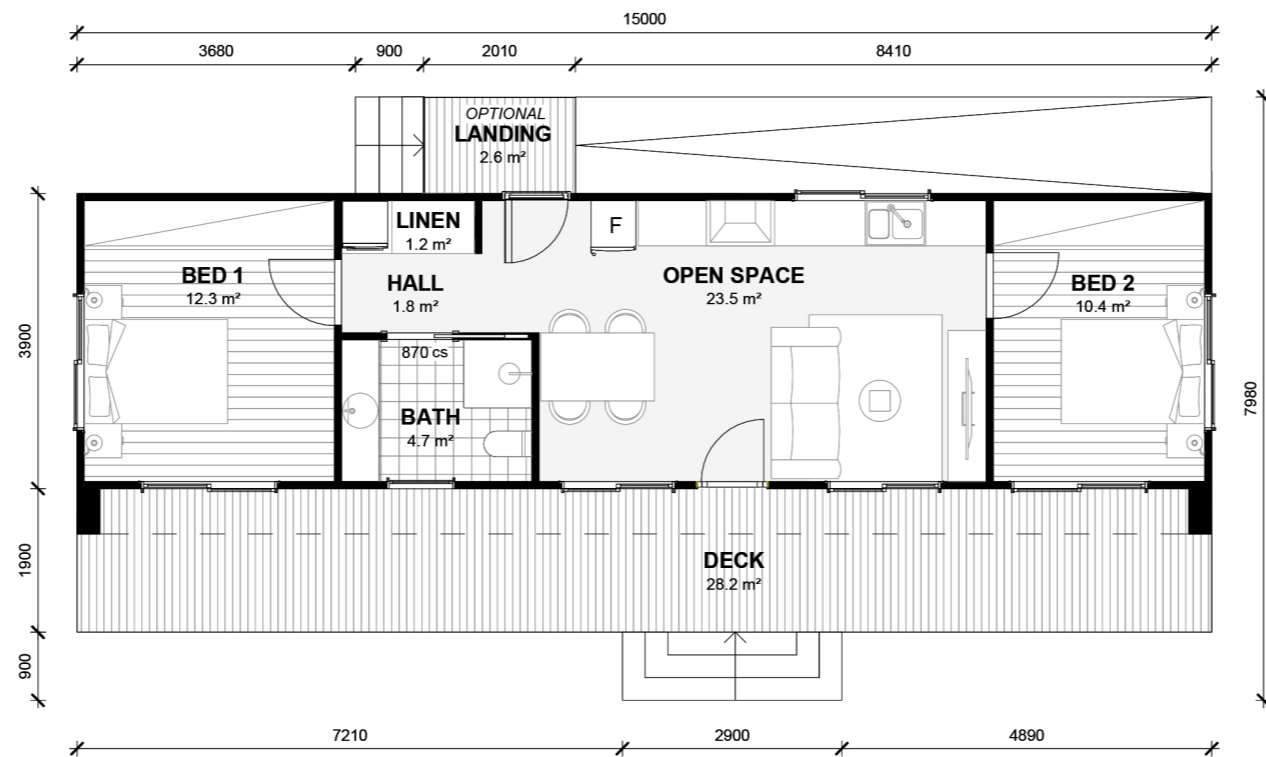 15000
3680
900
2010
8410
OPTIONAL
LANDING
2.6 m²
LINEN
1.2 m²
F
BED 1
12.3 m²
HALL
1.8 m²
OPEN SPACE
23.5 m²
BED 2
10.4 m²
3900
7980
870 cs
BATH
4.7 m²
1900
DECK
28.2 m²
900
7210
2900
4890